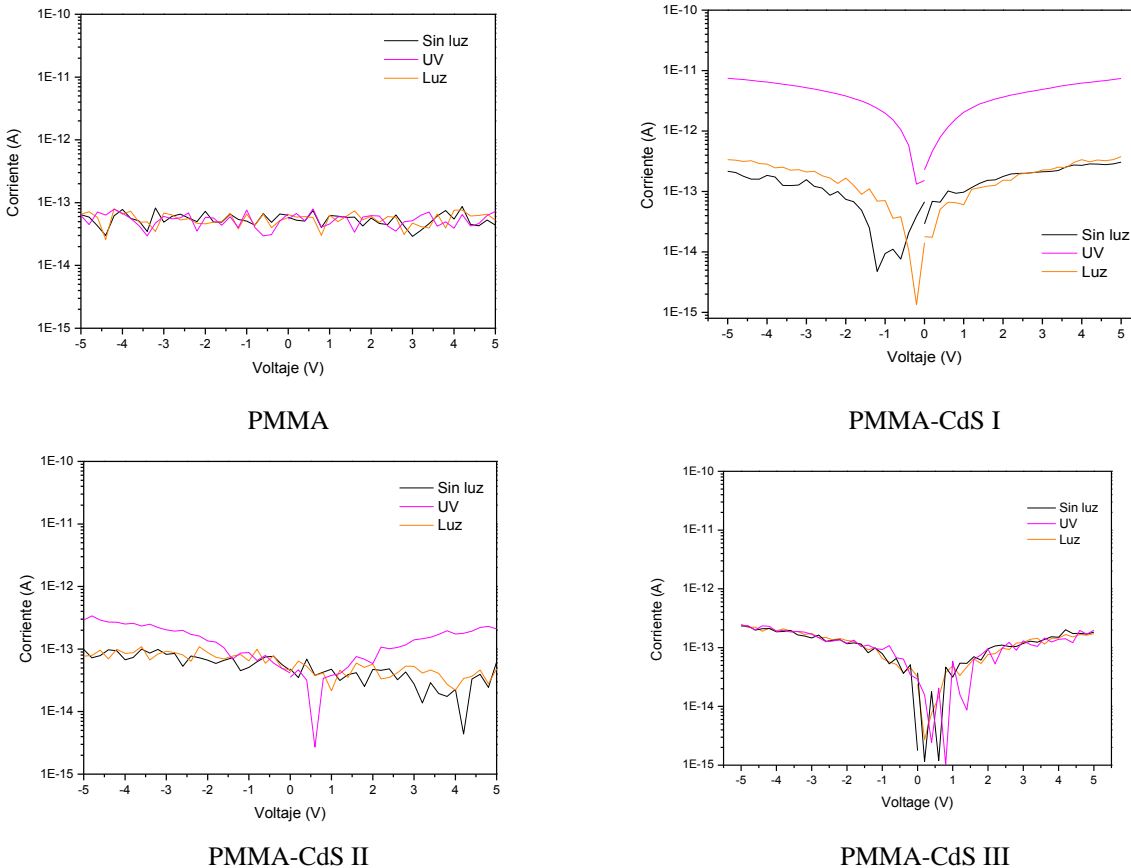 1E-10
1E-11
1E-12
1E-13
1E-14
1E-15
Corriente (A)
Sin luz
UV
Luz
-5 -4 -3 -2 -1 0 1 2 3 4 5
Voltaje (V)
PMMA
1E-10
1E-11
1E-12
1E-13
1E-14
1E-15
Corriente (A)
Sin luz
UV
Luz
-5 -4 -3 -2 -1 0 1 2 3 4 5
Voltaje (V)
PMMA-CdS I
1E-10
1E-11
1E-12
1E-13
1E-14
1E-15
Corriente (A)
Sin luz
UV
Luz
-5 -4 -3 -2 -1 0 1 2 3 4 5
Voltaje (V)
PMMA-CdS II
1E-10
1E-11
1E-12
1E-13
1E-14
1E-15
Corriente (A)
Sin luz
UV
Luz
-5 -4 -3 -2 -1 0 1 2 3 4 5
Voltage (V)
PMMA-CdS III